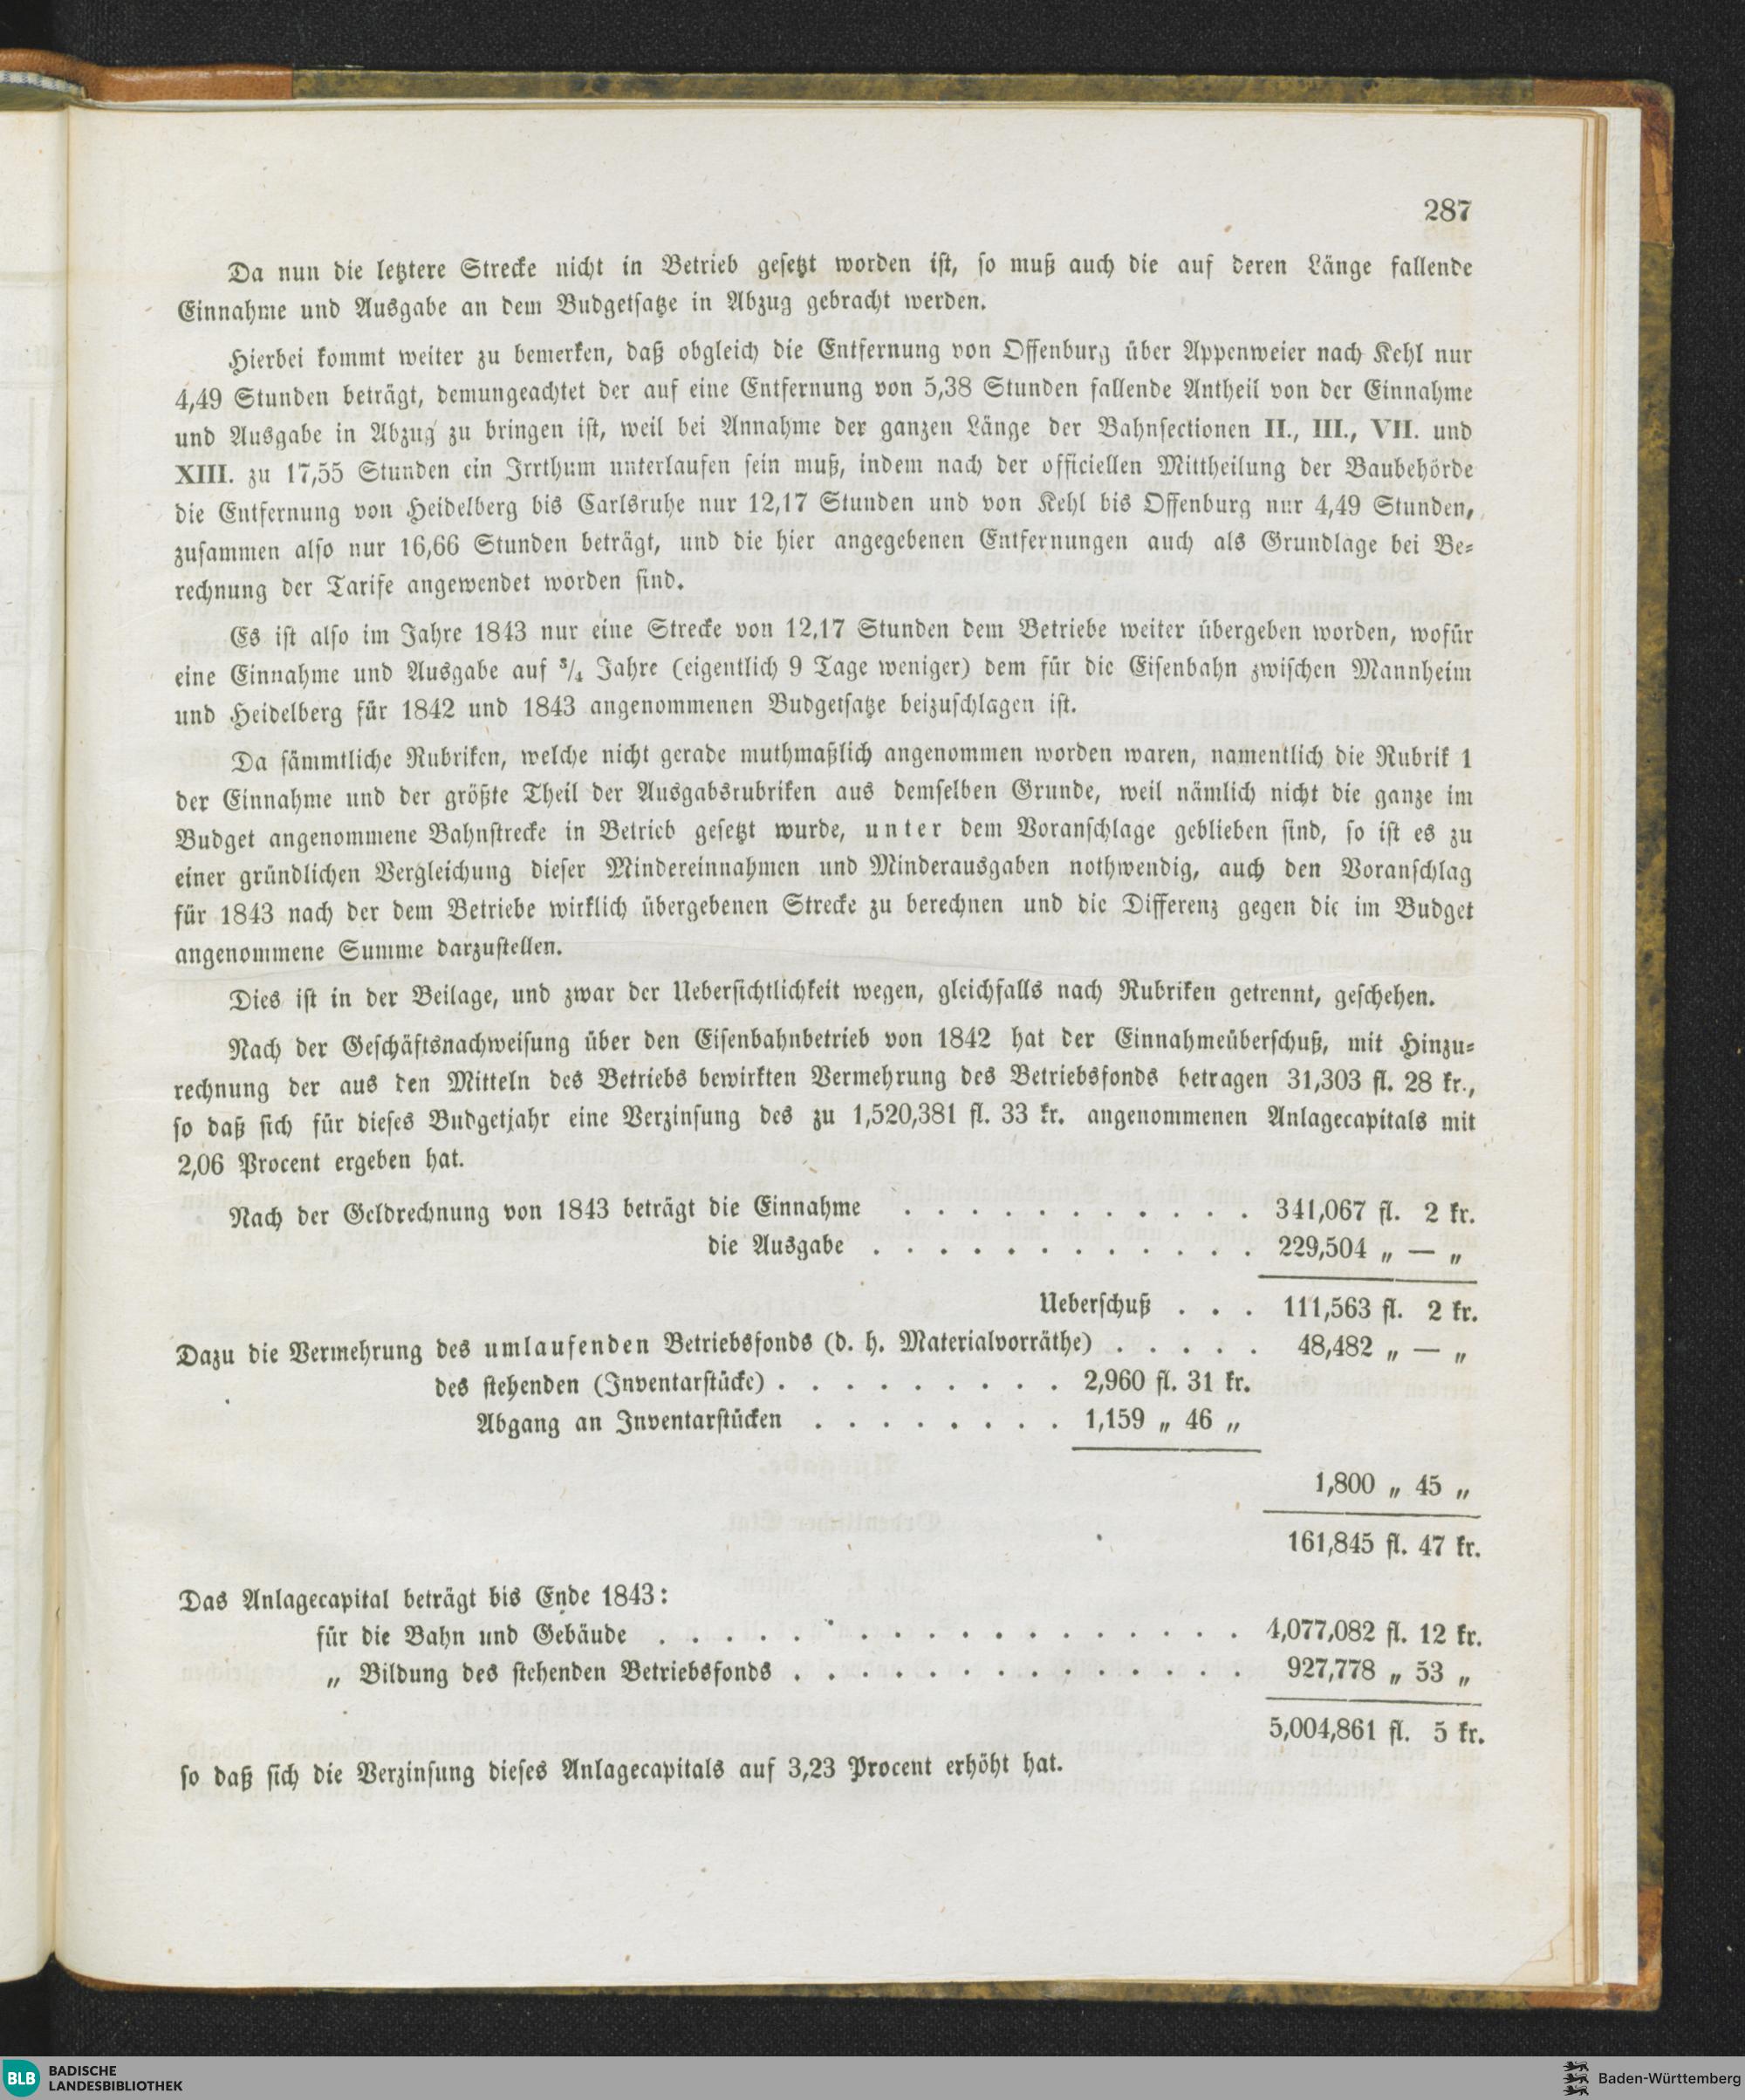 287
Da nun die letztere Strecke nicht in Betrieb gesetzt worden ist, so muß auch die auf deren Länge fallende
Einnahme und Ausgabe an dem Budgetsatze in Abzug gebracht werden.
Hierbei kommt weiter zu bemerken, daß obgleich die Entfernung von Offenburg über Appenweier nach Kehl nur
4,49 Stunden beträgt, demungeachtet der auf eine Entfernung von 5,38 Stunden fallende Antheil von der Einnahme
und Ausgabe in Abzug zu bringen ist, weil bei Annahme der ganzen Länge der Bahnsectionen II., III., VII. und
XIII. zu 17,55 Stunden ein Irrthum unterlaufen sein muß, indem nach der officiellen Mittheilung der Baubehörde
die Entfernung von Heidelberg bis Carlsruhe nur 12,17 Stunden und von Kehl bis Offenburg nur 4,49 Stunden,
zusammen also nur 16,66 Stunden beträgt, und die hier angegebenen Entfernungen auch als Grundlage bei Be-
rechnung der Tarife angewendet worden sind.
Es ist also im Jahre 1843 nur eine Strecke von 12,17 Stunden dem Betriebe weiter übergeben worden, wofür
eine Einnahme und Ausgabe auf 3/4 Jahre (eigentlich 9 Tage weniger) dem für die Eisenbahn zwischen Mannheim
und Heidelberg für 1842 und 1843 angenommenen Budgetsatze beizuschlagen ist.
Da sämmtliche Rubriken, welche nicht gerade muthmaßlich angenommen worden waren, namentlich die Rubrik 1
der Einnahme und der größte Theil der Ausgabsrubriken aus demselben Grunde, weil nämlich nicht die ganze im
Budget angenommene Bahnstrecke in Betrieb gesetzt wurde, unter dem Voranschlage geblieben sind, so ist es zu
einer gründlichen Vergleichung dieser Mindereinnahmen und Minderausgaben nothwendig, auch den Voranschlag
für 1843 nach der dem Betriebe wirklich übergebenen Strecke zu berechnen und die Differenz gegen die im Budget
angenommene Summe darzustellen.
Dies ist in der Beilage, und zwar der Uebersichtlichkeit wegen, gleichfalls nach Rubriken getrennt, geschehen.
Nach der Geschäftsnachweisung über den Eisenbahnbetrieb von 1842 hat der Einnahmeüberschuß, mit Hinzu-
rechnung der aus den Mitteln des Betriebs bewirkten Vermehrung des Betriebsfonds betragen 31,303 fl. 28 kr.,
so daß sich für dieses Budgetjahr eine Verzinsung des zu 1,520,381 fl. 33 kr. angenommenen Anlagecapitals mit
2,06 Procent ergeben hat.
Nach der Geldrechnung von 1843 beträgt die Einnahme . . . . . . . . . . . 341,067 fl. 2 kr.
die Ausgabe . . . . . . . . . . . . 229,504 „ — „
Ueberschuß . . . 111,563 fl. 2 kr.
Dazu die Vermehrung des umlaufenden Betriebsfonds (d. h. Materialvorräthe) . . . . . 48,482 „ — „
des stehenden (Inventarstücke) . . . . . . . . . 2,960 fl. 31 kr.
Abgang an Inventarstücken . . . . . . . . 1,159 „ 46 „
1,800 „ 45 „
161,845 fl. 47 kr.
Das Anlagecapital beträgt bis Ende 1843:
für die Bahn und Gebäude . . . . . . . . . . . . . . . . . . 4,077,082 fl. 12 kr.
„ Bildung des stehenden Betriebsfonds . . . . . . . . . . . . . . 927,778 „ 53 „
5,004,861 fl. 5 kr.
so daß sich die Verzinsung dieses Anlagecapitals auf 3,23 Procent erhöht hat.
BLB BADISCHE
LANDESBIBLIOTHEK
Baden-Württemberg